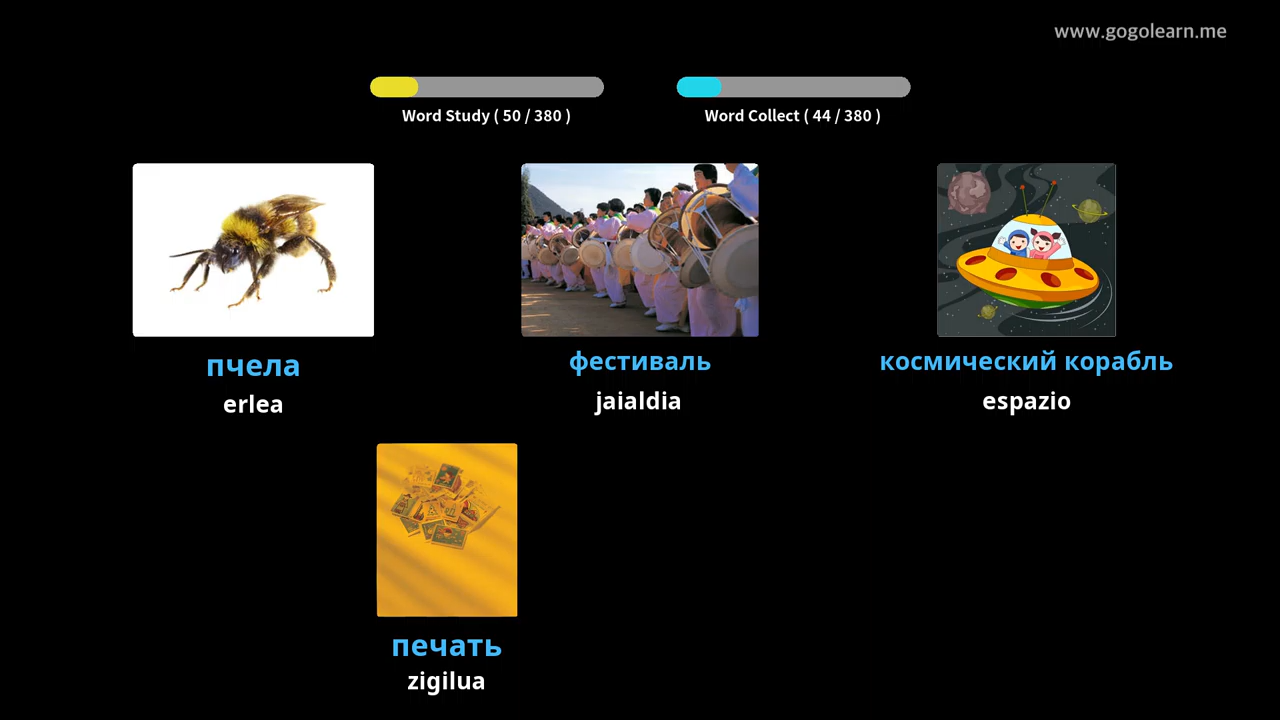 www.gogolearn.me
Word Study ( 50 / 380 )
Word Collect ( 44 / 380 )
пчела
erlea
фестиваль
jaialdia
космический корабль
espazio
печать
zigilua